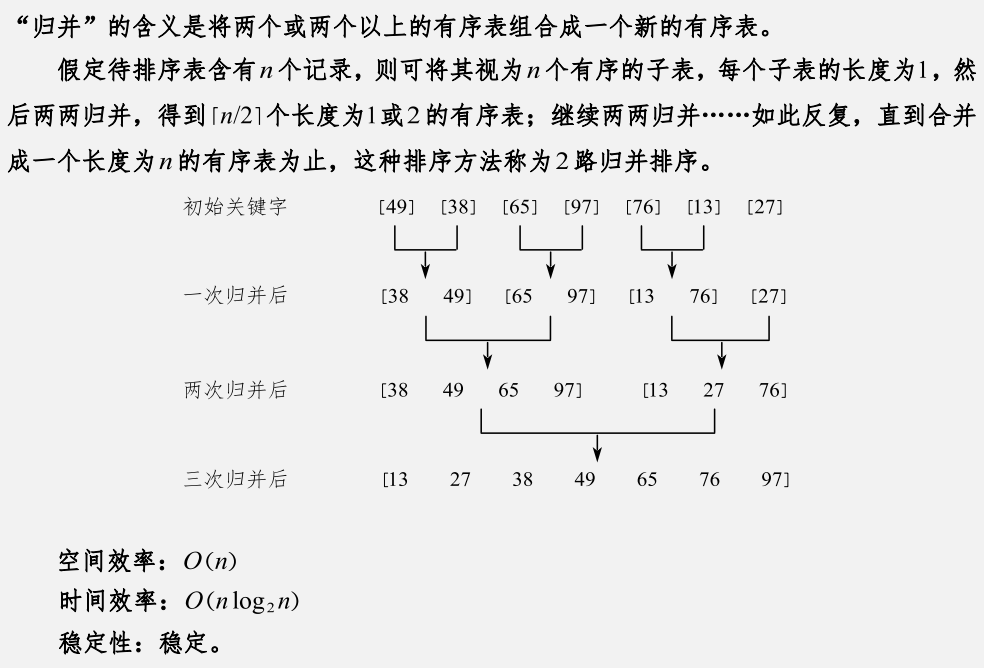 “归并”的含义是将两个或两个以上的有序表组合成一个新的有序表。
假定待排序表含有n个记录，则可将其视为n个有序的子表，每个子表的长度为1，然
后两两归并，得到⌈n/2⌉个长度为1或2的有序表；继续两两归并……如此反复，直到合并
成一个长度为n的有序表为止，这种排序方法称为2路归并排序。
初始关键字 [49] [38] [65] [97] [76] [13] [27]
一次归并后 [38 49] [65 97] [13 76] [27]
两次归并后 [38 49 65 97] [13 27 76]
三次归并后 [13 27 38 49 65 76 97]
空间效率：O(n)
时间效率：O(n log₂n)
稳定性：稳定。